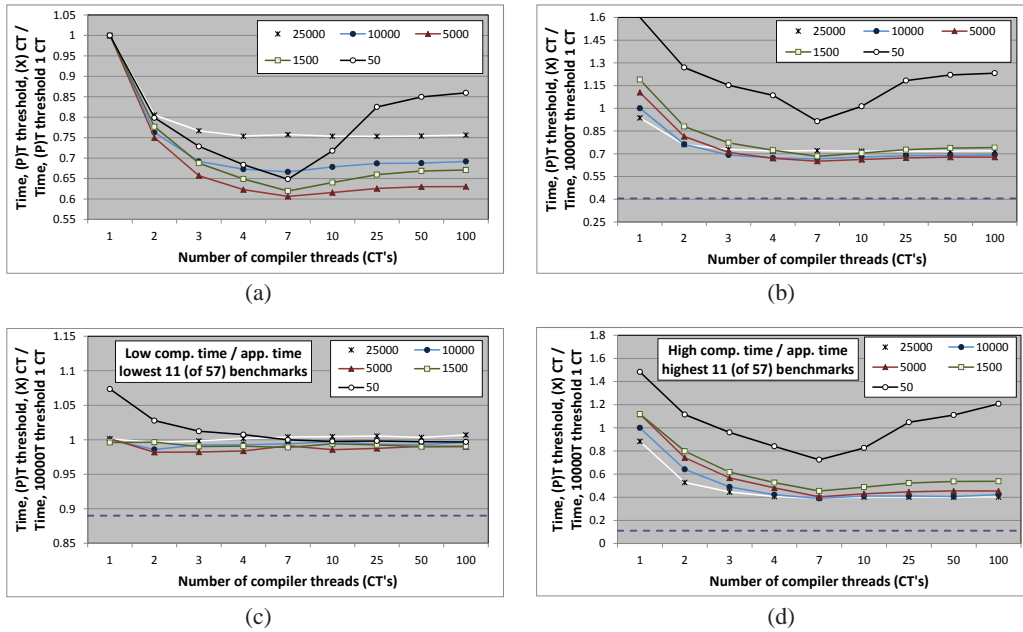 Time, (P)T threshold, (X) CT /
Time, (P)T threshold 1 CT
1
0.95
0.9
0.85
0.8
0.75
0.7
0.65
0.6
0.55
25000 10000 5000
1500 50
1 2 3 4 7 10 25 50 100
Number of compiler threads (CT's)
(a)
Time, (P)T threshold, (X) CT /
Time, 10000T threshold 1 CT
1.6
1.45
1.3
1.15
1
0.85
0.7
0.55
0.4
0.25
25000 10000 5000
1500 50
1 2 3 4 7 10 25 50 100
Number of compiler threads (CT's)
(b)
Time, (P)T threshold, (X) CT /
Time, 10000T threshold 1 CT
1.15
1.1
1.05
1
0.95
0.9
0.85
Low comp. time / app. time
lowest 11 (of 57) benchmarks
25000 10000
5000 1500
50
1 2 3 4 7 10 25 50 100
Number of compiler threads (CT's)
(c)
Time, (P)T threshold, (X) CT /
Time, 10000T threshold 1 CT
1.8
1.6
1.4
1.2
1
0.8
0.6
0.4
0.2
0
High comp. time / app. time
highest 11 (of 57) benchmarks
25000 10000
5000 1500
50
1 2 3 4 7 10 25 50 100
Number of compiler threads (CT's)
(d)